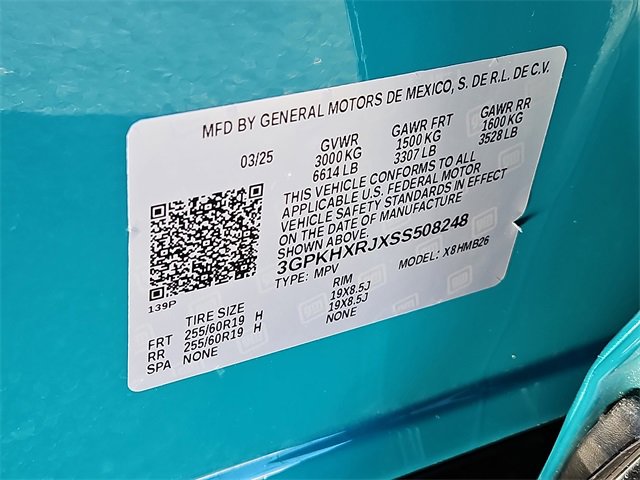 MFD BY GENERAL MOTORS DE MEXICO, S. DE R.L. DE C.V.
03/25 GVWR GAWR FRT GAWR RR
3000 KG 1500 KG 1600 KG
6614 LB 3307 LB 3528 LB
THIS VEHICLE CONFORMS TO ALL
APPLICABLE U.S. FEDERAL MOTOR
VEHICLE SAFETY STANDARDS IN EFFECT
ON THE DATE OF MANUFACTURE
SHOWN ABOVE.
3GPKHXRJXSS508248
TYPE: MPV MODEL: X8HMB26
139P
TIRE SIZE RIM
FRT 255/60R19 H 19X8.5J
RR 255/60R19 H 19X8.5J
SPA NONE NONE